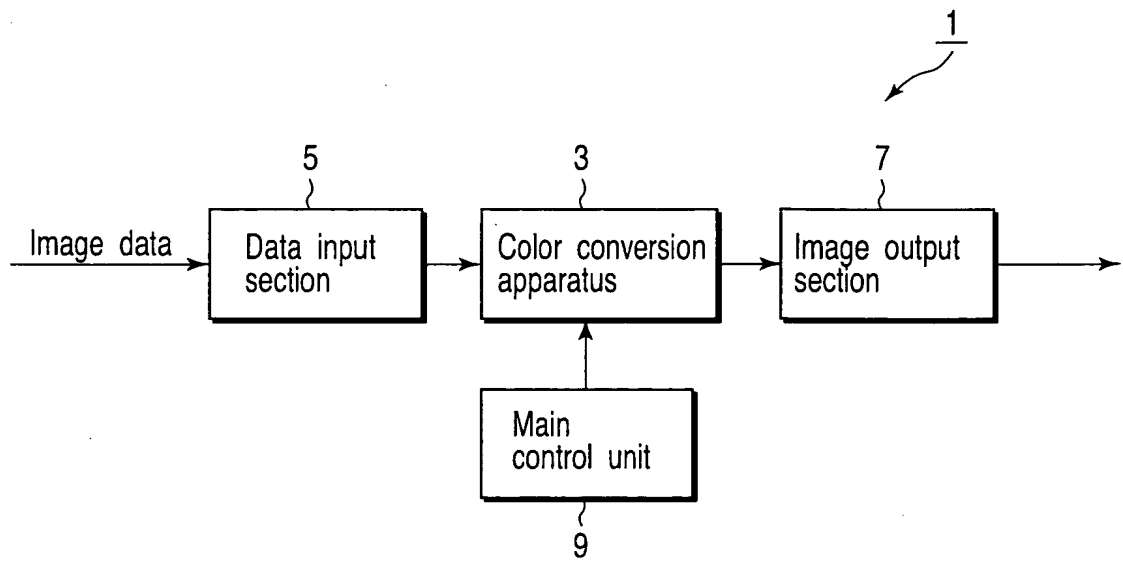 1
5
3
7
Image data
Data input
section
Color conversion
apparatus
Image output
section
Main
control unit
9